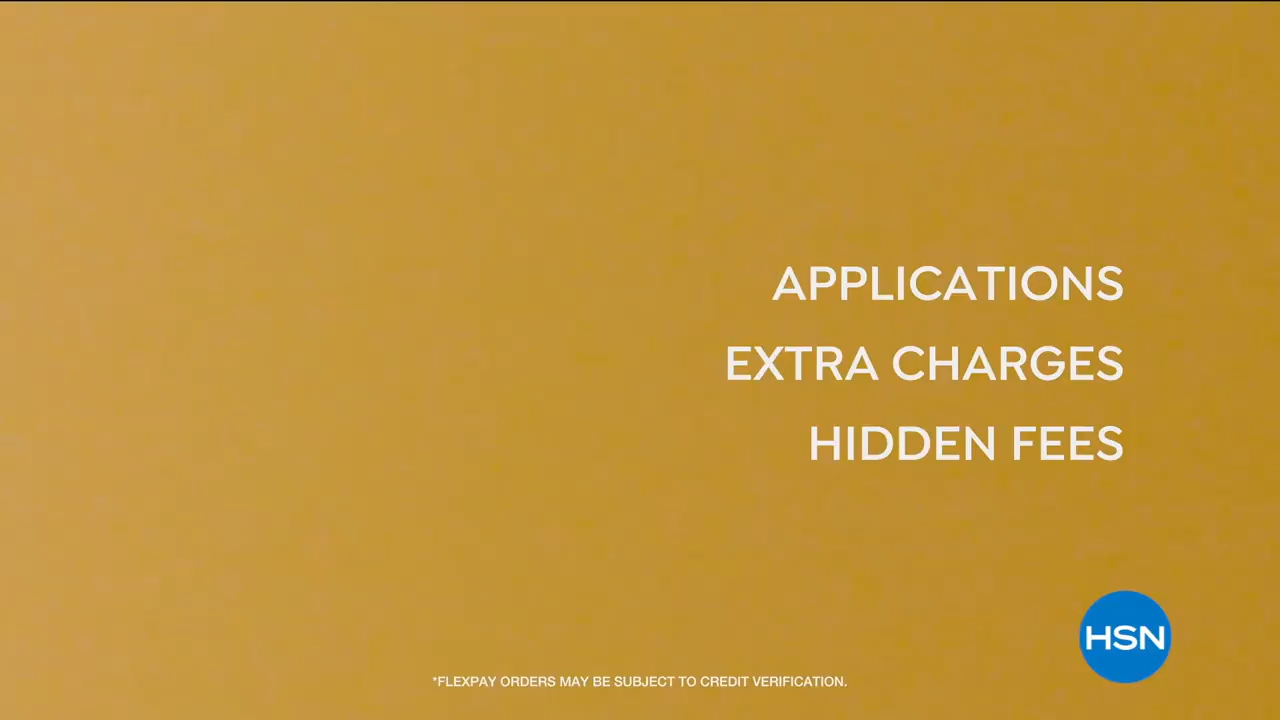 APPLICATIONS
EXTRA CHARGES
HIDDEN FEES
HSN
*FLEXPAY ORDERS MAY BE SUBJECT TO CREDIT VERIFICATION.